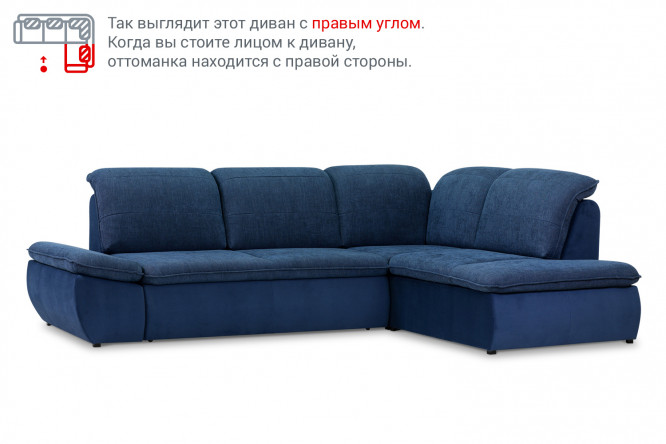 Так выглядит этот диван с правым углом.
Когда вы стоите лицом к дивану,
оттоманка находится с правой стороны.